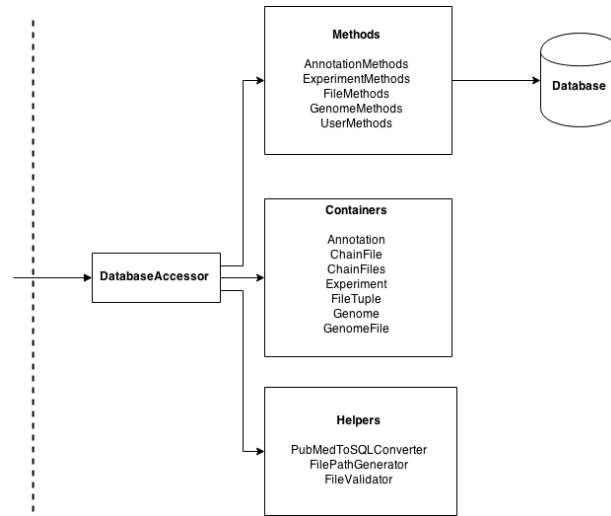 Methods
AnnotationMethods
ExperimentMethods
FileMethods
GenomeMethods
UserMethods
Database
Containers
Annotation
ChainFile
ChainFiles
Experiment
FileTuple
Genome
GenomeFile
DatabaseAccessor
Helpers
PubMedToSQLConverter
FilePathGenerator
FileValidator